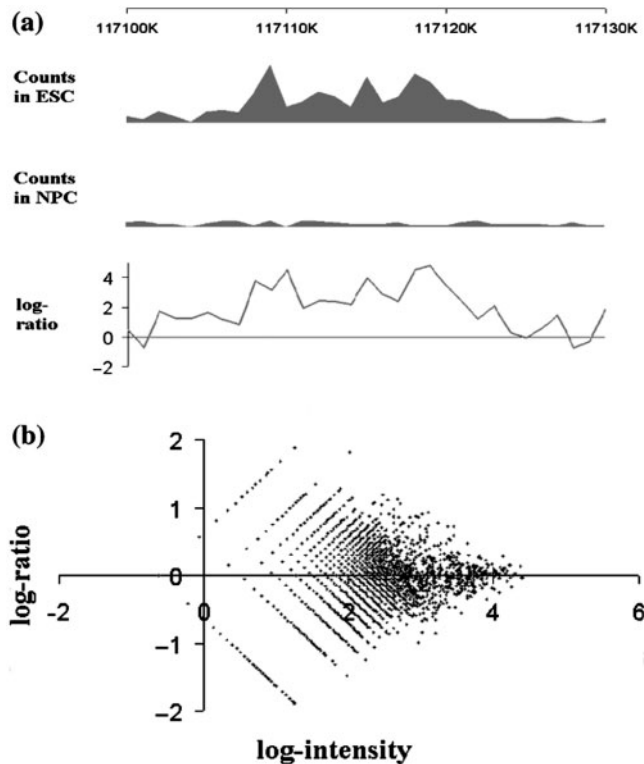 (a)
117100K 117110K 117120K 117130K
Counts
in ESC
Counts
in NPC
log-
ratio
4
2
0
−2
(b)
log-ratio
2
1
0
−1
−2
−2 0 2 4 6
log-intensity